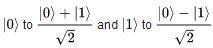 |0⟩ to (|0⟩ + |1⟩)/√2 and |1⟩ to (|0⟩ − |1⟩)/√2